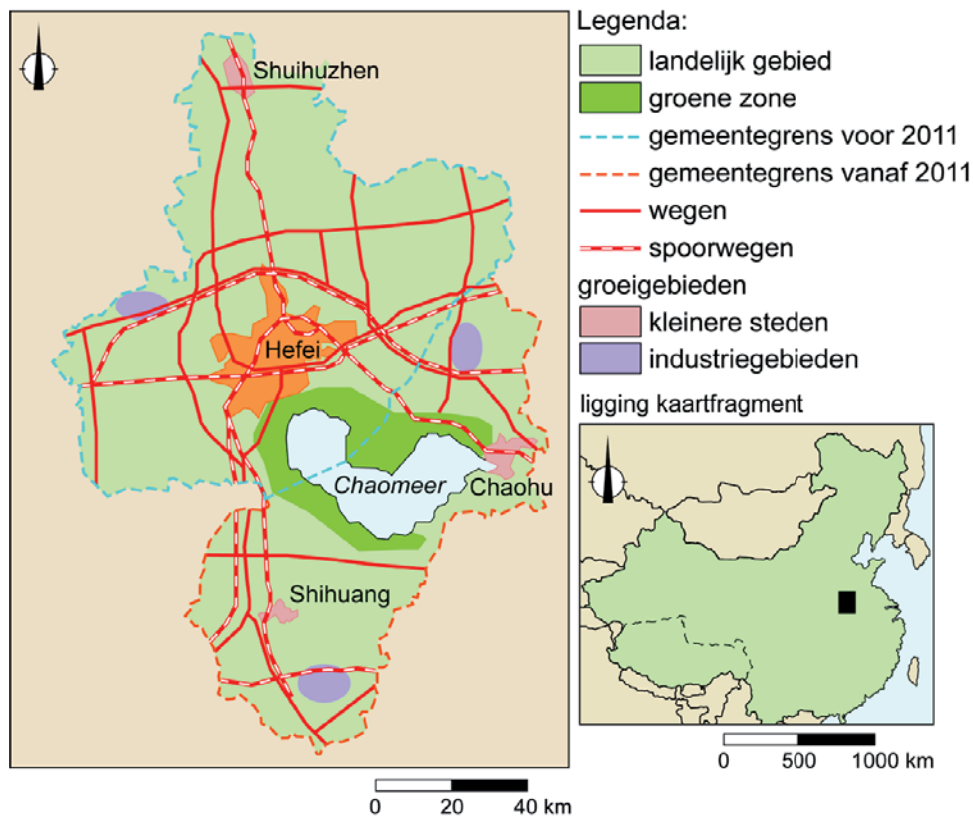 Shuihuzhen
Hefei
Chaomeer
Chaohu
Shihuang
0 20 40 km
Legenda:
landelijk gebied
groene zone
gemeentegrens voor 2011
gemeentegrens vanaf 2011
wegen
spoorwegen
groeigebieden
kleinere steden
industriegebieden
ligging kaartfragment
0 500 1000 km